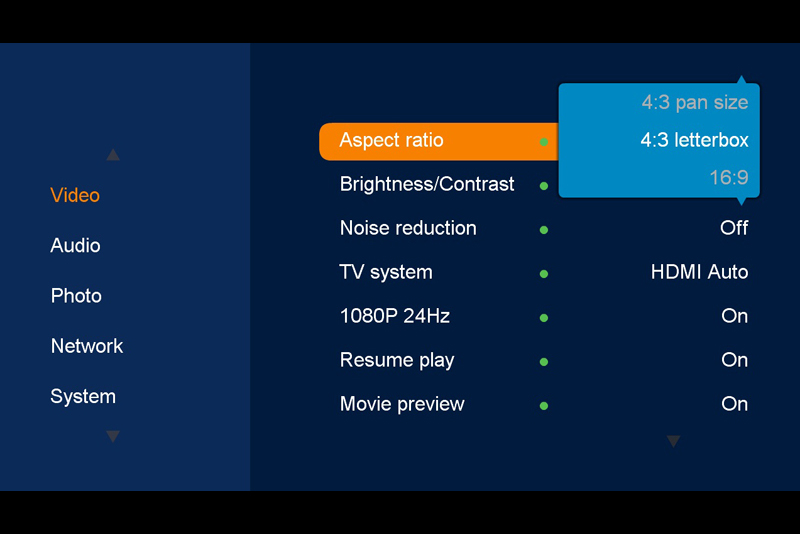 Video
Audio
Photo
Network
System
4:3 pan size
Aspect ratio 4:3 letterbox
16:9
Brightness/Contrast
Noise reduction Off
TV system HDMI Auto
1080P 24Hz On
Resume play On
Movie preview On